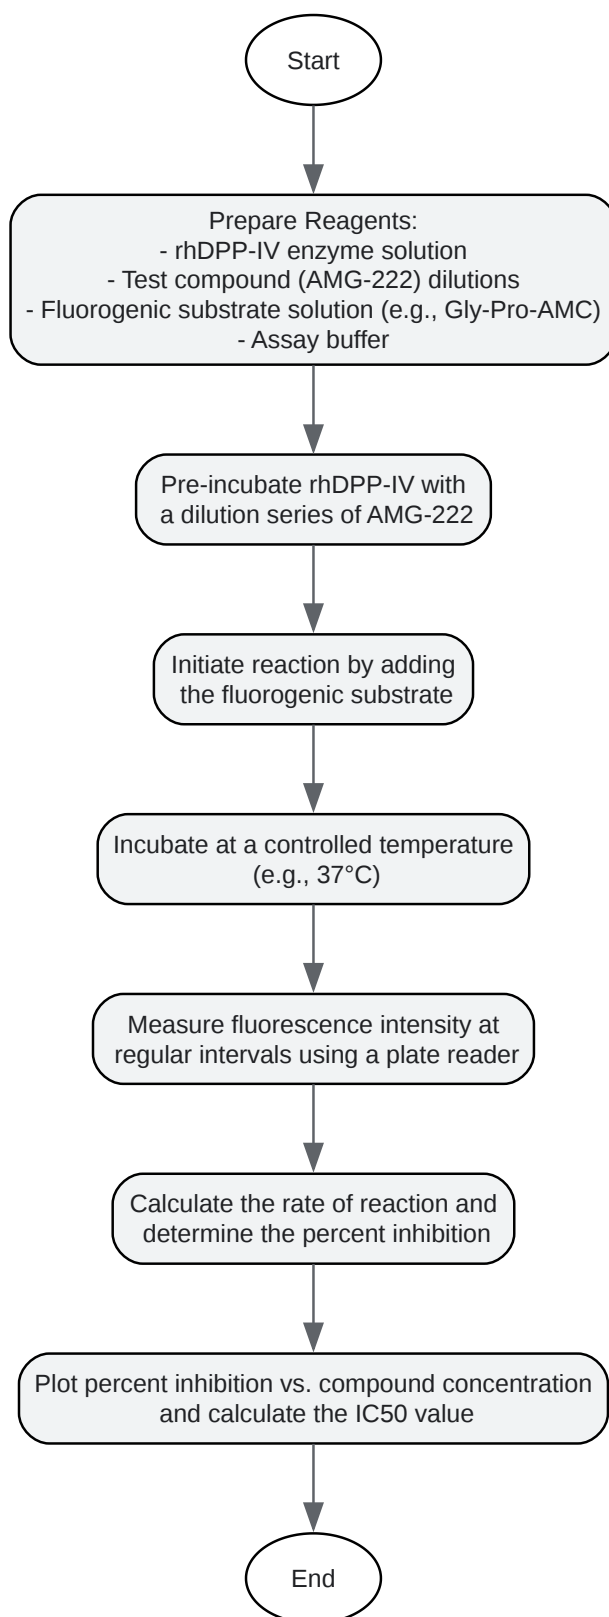 Start
Prepare Reagents:
- rhDPP-IV enzyme solution
- Test compound (AMG-222) dilutions
- Fluorogenic substrate solution (e.g., Gly-Pro-AMC)
- Assay buffer
Pre-incubate rhDPP-IV with
a dilution series of AMG-222
Initiate reaction by adding
the fluorogenic substrate
Incubate at a controlled temperature
(e.g., 37°C)
Measure fluorescence intensity at
regular intervals using a plate reader
Calculate the rate of reaction and
determine the percent inhibition
Plot percent inhibition vs. compound concentration
and calculate the IC50 value
End